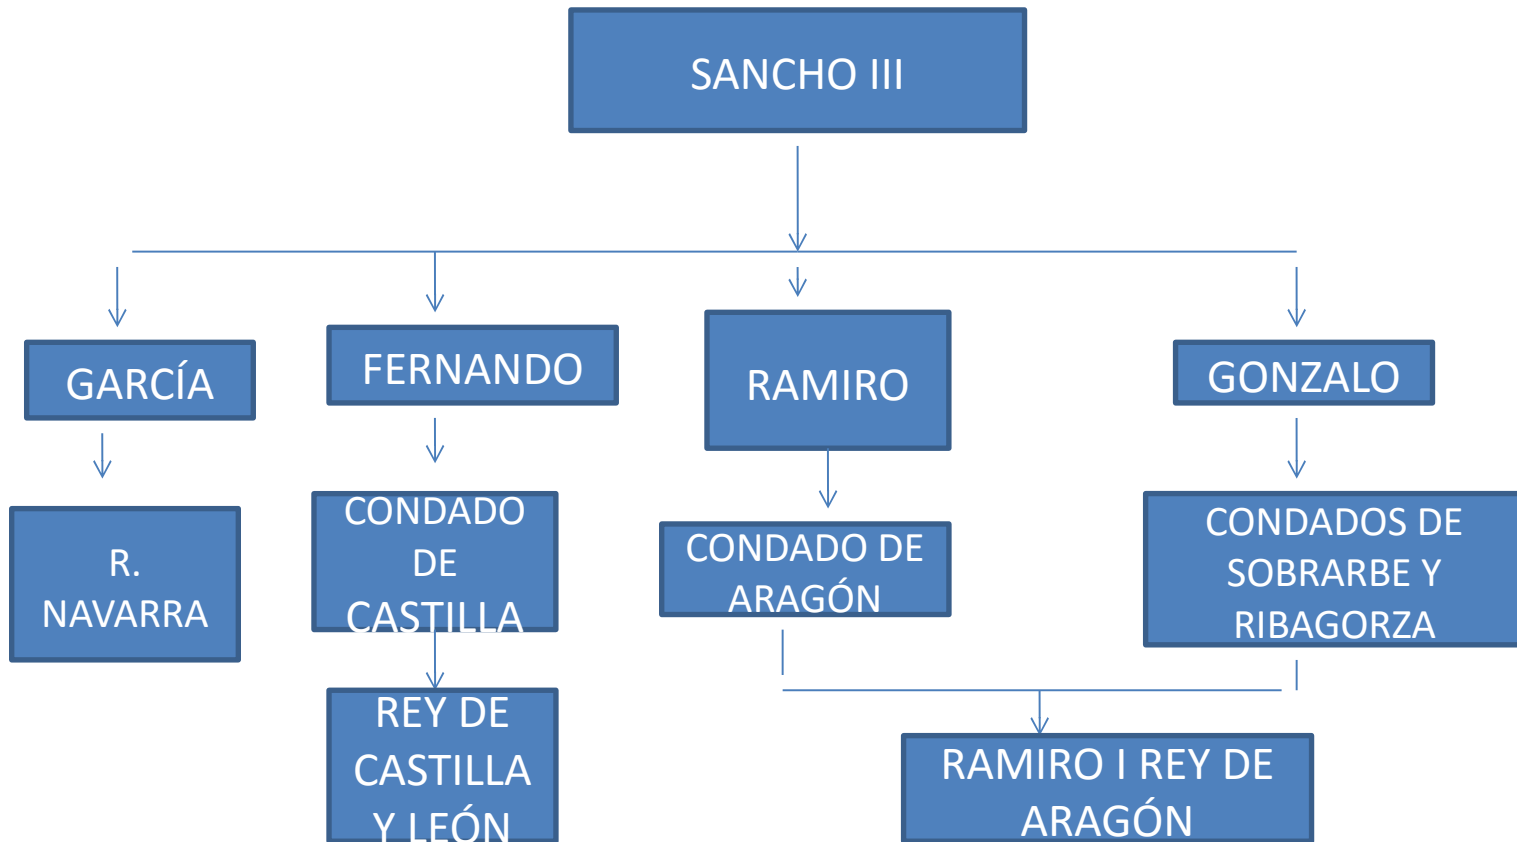 SANCHO III
GARCÍA
FERNANDO
RAMIRO
GONZALO
R.
NAVARRA
CONDADO
DE
CASTILLA
CONDADO DE
ARAGÓN
CONDADOS DE
SOBRARBE Y
RIBAGORZA
REY DE
CASTILLA
Y LEÓN
RAMIRO I REY DE
ARAGÓN